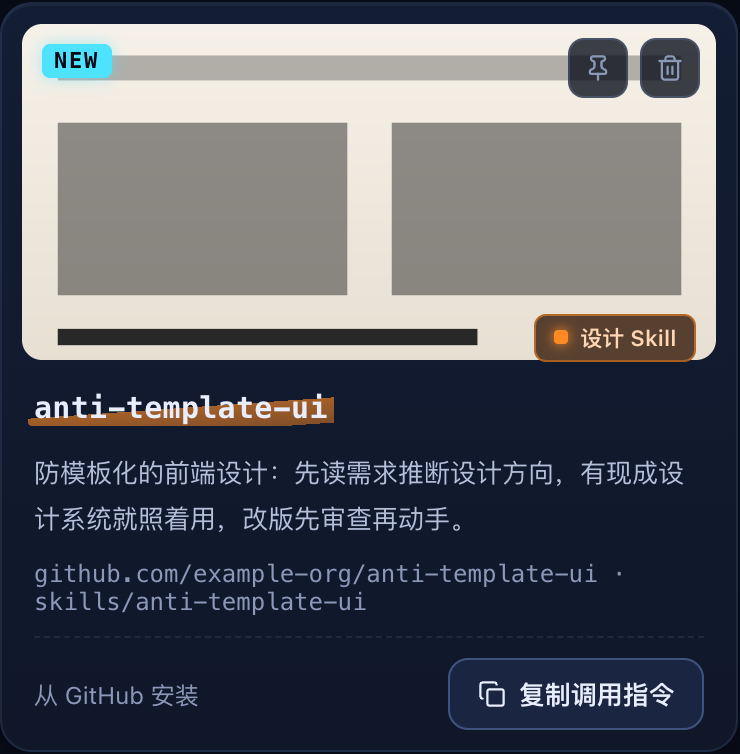 NEW
设计 Skill
anti-template-ui
防模板化的前端设计：先读需求推断设计方向，有现成设
计系统就照着用，改版先审查再动手。
github.com/example-org/anti-template-ui ·
skills/anti-template-ui
从 GitHub 安装
复制调用指令